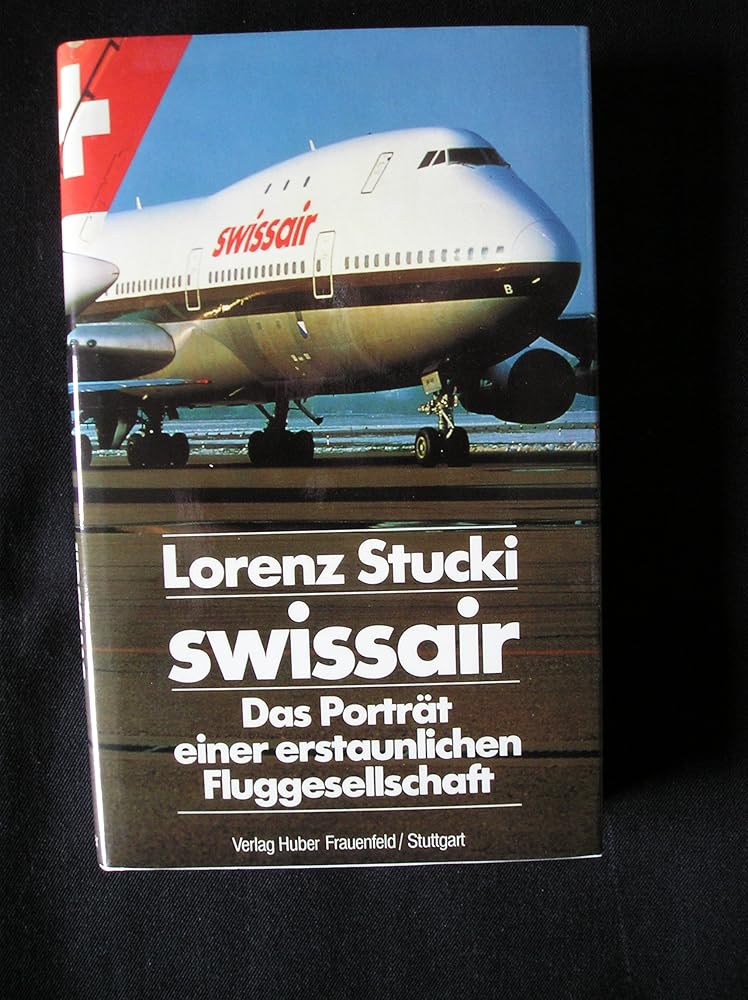 swissair
B
Lorenz Stucki
swissair
Das Porträt
einer erstaunlichen
Fluggesellschaft
Verlag Huber Frauenfeld / Stuttgart